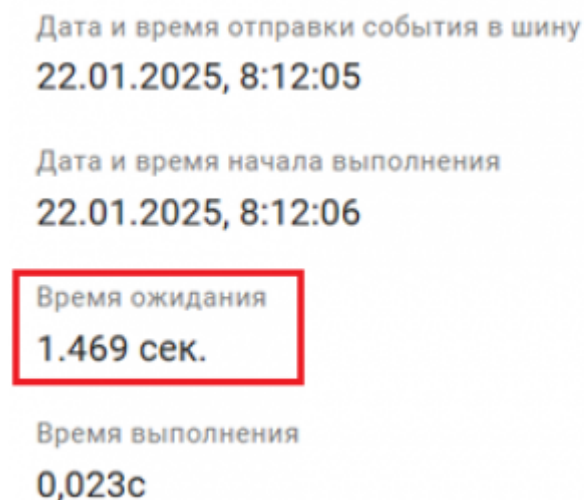 Дата и время отправки события в шину
22.01.2025, 8:12:05
Дата и время начала выполнения
22.01.2025, 8:12:06
Время ожидания
1.469 сек.
Время выполнения
0,023с